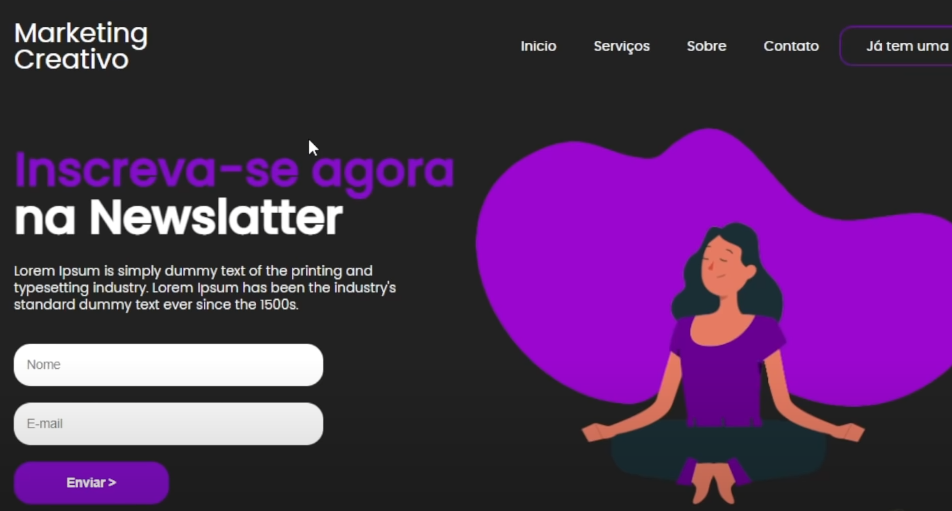 Marketing
Creativo
Inicio
Serviços
Sobre
Contato
Já tem uma
Inscreva-se agora
na Newslatter
Lorem Ipsum is simply dummy text of the printing and
typesetting industry. Lorem Ipsum has been the industry's
standard dummy text ever since the 1500s.
Nome
E-mail
Enviar >